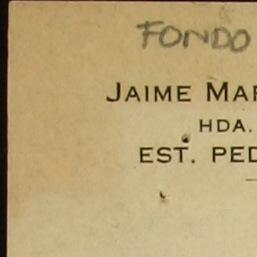 FONDO
JAIME MAR
HDA.
EST. PED